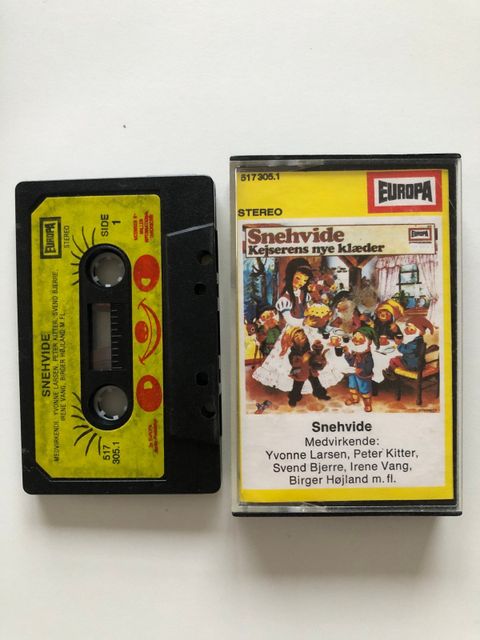 EUROPA
STEREO
SIDE
1
SNEHVIDE
MEDVIRKENDE: YVONNE LARSEN, PETER KITTER, SVEND BJERRE,
IRENE VANG, BIRGER HØJLAND M.FL.
517
305.1
517 305.1
EUROPA
STEREO
Snehvide
Kejserens nye klæder
EUROPA
Snehvide
Medvirkende:
Yvonne Larsen, Peter Kitter,
Svend Bjerre, Irene Vang,
Birger Højland m. fl.